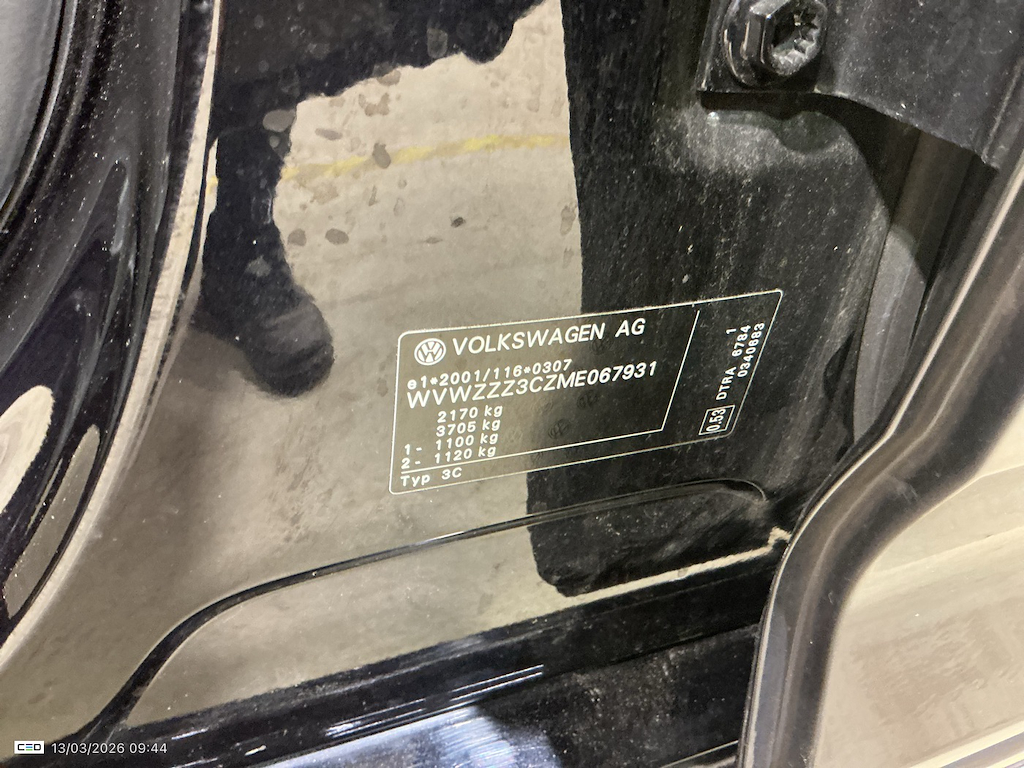 VOLKSWAGEN AG
e1*2001/116*0307
WVWZZZ3CZME067931
2170 kg
3705 kg
1- 1100 kg
2- 1120 kg
Typ 3C
0.53 DTRA 6784 1
0340663
CEO 13/03/2026 09:44